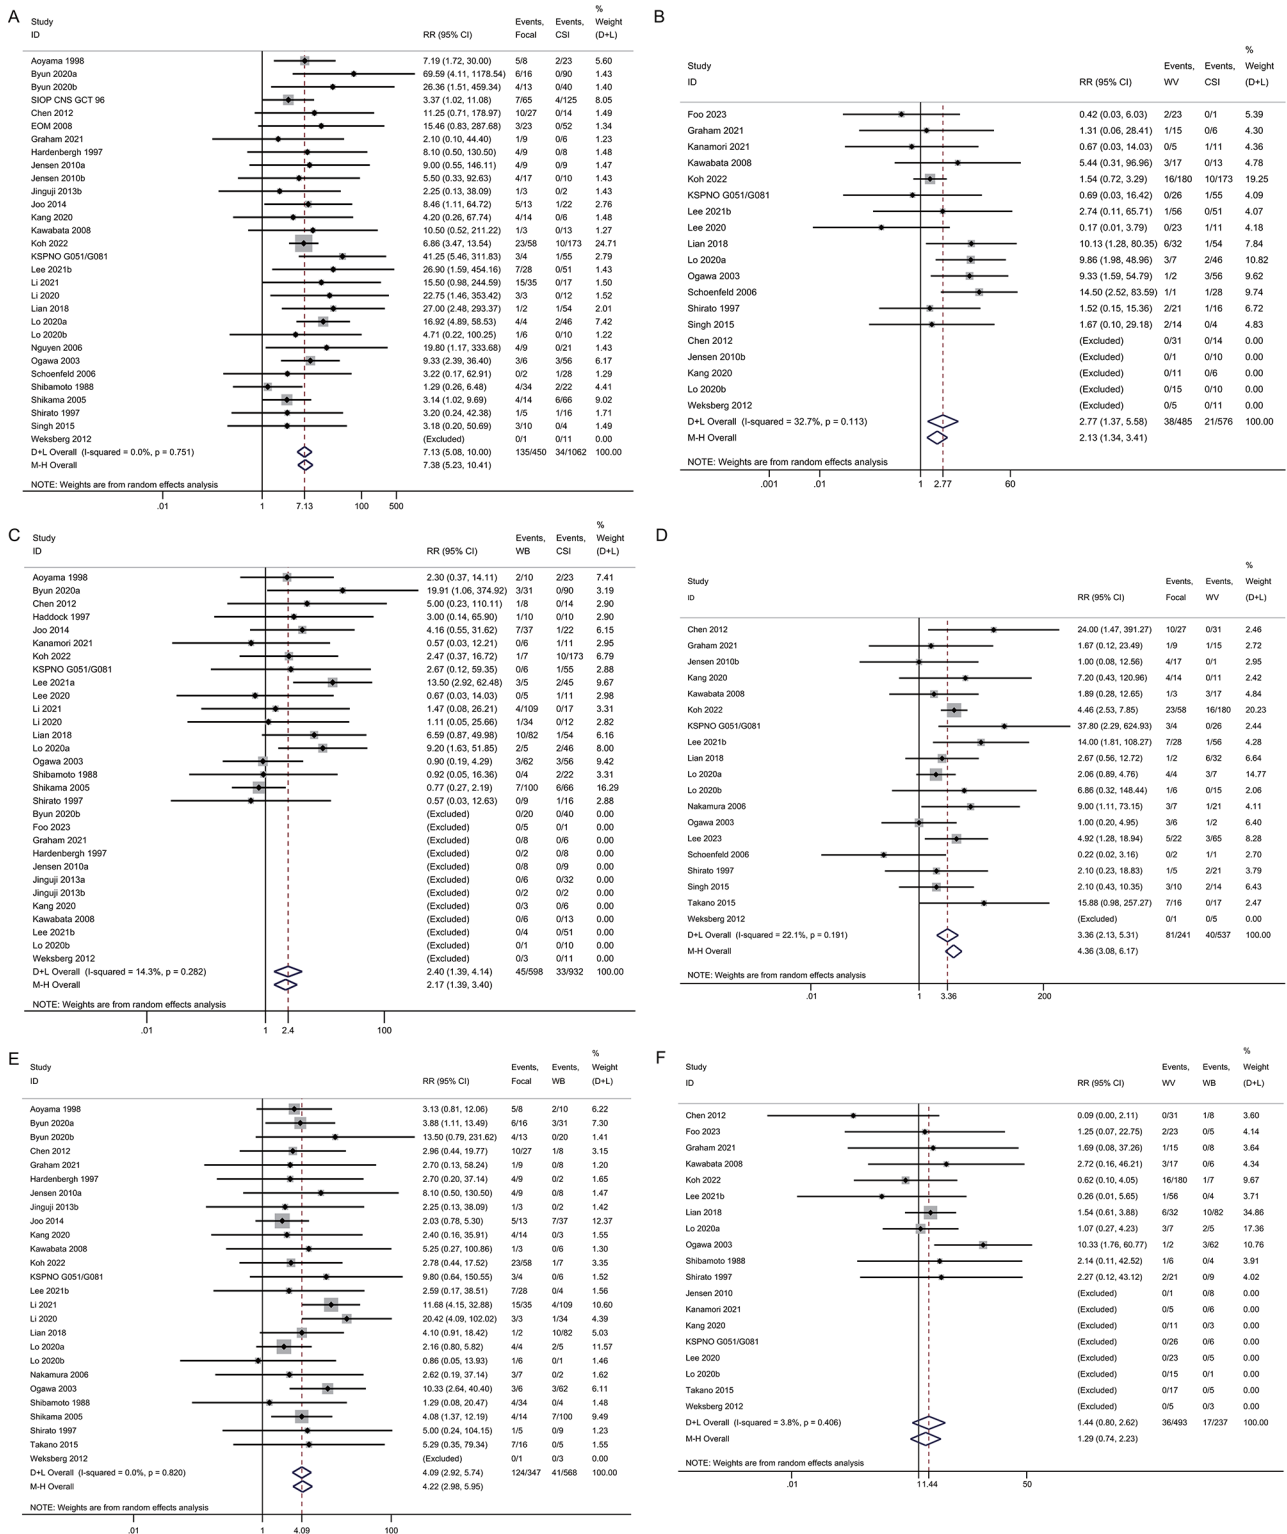 A
Study ID RR (95% CI) Events, Focal Events, CSI % Weight (D+L)
Aoyama 1998 7.19 (1.72, 30.00) 5/8 2/23 5.60
Byun 2020a 69.59 (4.11, 1178.54) 6/16 0/90 1.43
Byun 2020b 26.36 (1.51, 459.34) 4/13 0/40 1.40
SIOP CNS GCT 96 3.37 (1.02, 11.08) 7/65 4/125 8.05
Chen 2012 11.25 (0.71, 178.97) 10/27 0/14 1.49
EOM 2008 15.46 (0.83, 287.68) 3/23 0/52 1.34
Graham 2021 2.10 (0.10, 44.40) 1/9 0/6 1.23
Hardenbergh 1997 8.10 (0.50, 130.50) 4/9 0/8 1.48
Jensen 2010a 9.00 (0.55, 146.11) 4/9 0/9 1.47
Jensen 2010b 5.50 (0.33, 92.63) 4/17 0/10 1.43
Jinguji 2013b 2.25 (0.13, 38.09) 1/3 0/2 1.43
Joo 2014 8.46 (1.11, 64.72) 5/13 1/22 2.76
Kang 2020 4.20 (0.26, 67.74) 4/14 0/6 1.48
Kawabata 2008 10.50 (0.52, 211.22) 1/3 0/13 1.27
Koh 2022 6.86 (3.47, 13.54) 23/58 10/173 24.71
KSPNO G051/G081 41.25 (5.46, 311.83) 3/4 1/55 2.79
Lee 2021b 26.90 (1.59, 454.16) 7/28 0/51 1.43
Li 2021 15.50 (0.98, 244.59) 15/35 0/17 1.50
Li 2020 22.75 (1.46, 353.42) 3/3 0/12 1.52
Lian 2018 27.00 (2.48, 293.37) 1/2 1/54 2.01
Lo 2020a 16.92 (4.89, 58.53) 4/4 2/46 7.42
Lo 2020b 4.71 (0.22, 100.25) 1/6 0/10 1.22
Nguyen 2006 19.80 (1.17, 333.68) 4/9 0/21 1.43
Ogawa 2003 9.33 (2.39, 36.40) 3/6 3/56 6.17
Schoenfeld 2006 3.22 (0.17, 62.91) 0/2 1/28 1.29
Shibamoto 1988 1.29 (0.26, 6.48) 4/34 2/22 4.41
Shikama 2005 3.14 (1.02, 9.69) 4/14 6/66 9.02
Shirato 1997 3.20 (0.24, 42.38) 1/5 1/16 1.71
Singh 2015 3.18 (0.20, 50.69) 3/10 0/4 1.49
Weksberg 2012 (Excluded) 0/1 0/11 0.00
D+L Overall (I-squared = 0.0%, p = 0.751) 7.13 (5.08, 10.00) 135/450 34/1062 100.00
M-H Overall 7.38 (5.23, 10.41)
NOTE: Weights are from random effects analysis
.01 1 7.13 100 500
B
Study ID RR (95% CI) Events, WV Events, CSI % Weight (D+L)
Foo 2023 0.42 (0.03, 6.03) 2/23 0/1 5.39
Graham 2021 1.31 (0.06, 28.41) 1/15 0/6 4.30
Kanamori 2021 0.67 (0.03, 14.03) 0/5 1/11 4.36
Kawabata 2008 5.44 (0.31, 96.96) 3/17 0/13 4.78
Koh 2022 1.54 (0.72, 3.29) 16/180 10/173 19.25
KSPNO G051/G081 0.69 (0.03, 16.42) 0/26 1/55 4.09
Lee 2021b 2.74 (0.11, 65.71) 1/56 0/51 4.07
Lee 2020 0.17 (0.01, 3.79) 0/23 1/11 4.18
Lian 2018 10.13 (1.28, 80.35) 6/32 1/54 7.84
Lo 2020a 9.86 (1.98, 48.96) 3/7 2/46 10.82
Ogawa 2003 9.33 (1.59, 54.79) 1/2 3/56 9.62
Schoenfeld 2006 14.50 (2.52, 83.59) 1/1 1/28 9.74
Shirato 1997 1.52 (0.15, 15.36) 2/21 1/16 6.72
Singh 2015 1.67 (0.10, 29.18) 2/14 0/4 4.83
Chen 2012 (Excluded) 0/31 0/14 0.00
Jensen 2010b (Excluded) 0/1 0/10 0.00
Kang 2020 (Excluded) 0/11 0/6 0.00
Lo 2020b (Excluded) 0/15 0/10 0.00
Weksberg 2012 (Excluded) 0/5 0/11 0.00
D+L Overall (I-squared = 32.7%, p = 0.113) 2.77 (1.37, 5.58) 38/485 21/576 100.00
M-H Overall 2.13 (1.34, 3.41)
NOTE: Weights are from random effects analysis
.001 .01 1 2.77 60
C
Study ID RR (95% CI) Events, WB Events, CSI % Weight (D+L)
Aoyama 1998 2.30 (0.37, 14.11) 2/10 2/23 7.41
Byun 2020a 19.91 (1.06, 374.92) 3/31 0/90 3.19
Chen 2012 5.00 (0.23, 110.11) 1/8 0/14 2.90
Haddock 1997 3.00 (0.14, 65.90) 1/10 0/10 2.90
Joo 2014 4.16 (0.55, 31.62) 7/37 1/22 6.15
Kanamori 2021 0.57 (0.03, 12.21) 0/6 1/11 2.95
Koh 2022 2.47 (0.37, 16.72) 1/7 10/173 6.79
KSPNO G051/G081 2.67 (0.12, 59.35) 0/6 1/55 2.88
Lee 2021a 13.50 (2.92, 62.48) 3/5 2/45 9.67
Lee 2020 0.67 (0.03, 14.03) 0/5 1/11 2.98
Li 2021 1.47 (0.08, 26.21) 4/109 0/17 3.31
Li 2020 1.11 (0.05, 25.66) 1/34 0/12 2.82
Lian 2018 6.59 (0.87, 49.98) 10/82 1/54 6.16
Lo 2020a 9.20 (1.63, 51.85) 2/5 2/46 8.00
Ogawa 2003 0.90 (0.19, 4.29) 3/62 3/56 9.42
Shibamoto 1988 0.92 (0.05, 16.36) 0/4 2/22 3.31
Shikama 2005 0.77 (0.27, 2.19) 7/100 6/66 16.29
Shirato 1997 0.57 (0.03, 12.63) 0/9 1/16 2.88
Byun 2020b (Excluded) 0/20 0/40 0.00
Foo 2023 (Excluded) 0/5 0/1 0.00
Graham 2021 (Excluded) 0/8 0/6 0.00
Hardenbergh 1997 (Excluded) 0/2 0/8 0.00
Jensen 2010a (Excluded) 0/8 0/9 0.00
Jinguji 2013a (Excluded) 0/6 0/32 0.00
Jinguji 2013b (Excluded) 0/2 0/2 0.00
Kang 2020 (Excluded) 0/3 0/6 0.00
Kawabata 2008 (Excluded) 0/6 0/13 0.00
Lee 2021b (Excluded) 0/4 0/51 0.00
Lo 2020b (Excluded) 0/1 0/10 0.00
Weksberg 2012 (Excluded) 0/3 0/11 0.00
D+L Overall (I-squared = 14.3%, p = 0.282) 2.40 (1.39, 4.14) 45/598 33/932 100.00
M-H Overall 2.17 (1.39, 3.40)
NOTE: Weights are from random effects analysis
.01 1 2.4 100
D
Study ID RR (95% CI) Events, Focal Events, WV % Weight (D+L)
Chen 2012 24.00 (1.47, 391.27) 10/27 0/31 2.46
Graham 2021 1.67 (0.12, 23.49) 1/9 1/15 2.72
Jensen 2010b 1.00 (0.08, 12.56) 4/17 0/1 2.95
Kang 2020 7.20 (0.43, 120.96) 4/14 0/11 2.42
Kawabata 2008 1.89 (0.28, 12.65) 1/3 3/17 4.84
Koh 2022 4.46 (2.53, 7.85) 23/58 16/180 20.23
KSPNO G051/G081 37.80 (2.29, 624.93) 3/4 0/26 2.44
Lee 2021b 14.00 (1.81, 108.27) 7/28 1/56 4.28
Lian 2018 2.67 (0.56, 12.72) 1/2 6/32 6.64
Lo 2020a 2.06 (0.89, 4.76) 4/4 3/7 14.77
Lo 2020b 6.86 (0.32, 148.44) 1/6 0/15 2.06
Nakamura 2006 9.00 (1.11, 73.15) 3/7 1/21 4.11
Ogawa 2003 1.00 (0.20, 4.95) 3/6 1/2 6.40
Lee 2023 4.92 (1.28, 18.94) 5/22 3/65 8.28
Schoenfeld 2006 0.22 (0.02, 3.16) 0/2 1/1 2.70
Shirato 1997 2.10 (0.23, 18.83) 1/5 2/21 3.79
Singh 2015 2.10 (0.43, 10.35) 3/10 2/14 6.43
Takano 2015 15.88 (0.98, 257.27) 7/16 0/17 2.47
Weksberg 2012 (Excluded) 0/1 0/5 0.00
D+L Overall (I-squared = 22.1%, p = 0.191) 3.36 (2.13, 5.31) 81/241 40/537 100.00
M-H Overall 4.36 (3.08, 6.17)
NOTE: Weights are from random effects analysis
.01 1 3.36 200
E
Study ID RR (95% CI) Events, Focal Events, WB % Weight (D+L)
Aoyama 1998 3.13 (0.81, 12.06) 5/8 2/10 6.22
Byun 2020a 3.88 (1.11, 13.49) 6/16 3/31 7.30
Byun 2020b 13.50 (0.79, 231.62) 4/13 0/20 1.41
Chen 2012 2.96 (0.44, 19.77) 10/27 1/8 3.15
Graham 2021 2.70 (0.13, 58.24) 1/9 0/8 1.20
Hardenbergh 1997 2.70 (0.20, 37.14) 4/9 0/2 1.65
Jensen 2010a 8.10 (0.50, 130.50) 4/9 0/8 1.47
Jinguji 2013b 2.25 (0.13, 38.09) 1/3 0/2 1.42
Joo 2014 2.03 (0.78, 5.30) 5/13 7/37 12.37
Kang 2020 2.40 (0.16, 35.91) 4/14 0/3 1.55
Kawabata 2008 5.25 (0.27, 100.86) 1/3 0/6 1.30
Koh 2022 2.78 (0.44, 17.52) 23/58 1/7 3.35
KSPNO G051/G081 9.80 (0.64, 150.55) 3/4 0/6 1.52
Lee 2021b 2.59 (0.17, 38.51) 7/28 0/4 1.56
Li 2021 11.68 (4.15, 32.88) 15/35 4/109 10.60
Li 2020 20.42 (4.09, 102.02) 3/3 1/34 4.39
Lian 2018 4.10 (0.91, 18.42) 1/2 10/82 5.03
Lo 2020a 2.16 (0.80, 5.82) 4/4 2/5 11.57
Lo 2020b 0.86 (0.05, 13.93) 1/6 0/1 1.46
Nakamura 2006 2.62 (0.19, 37.14) 3/7 0/2 1.62
Ogawa 2003 10.33 (2.64, 40.40) 3/6 3/62 6.11
Shibamoto 1988 1.29 (0.08, 20.47) 4/34 0/4 1.48
Shikama 2005 4.08 (1.37, 12.19) 4/14 7/100 9.49
Shirato 1997 5.00 (0.24, 104.15) 1/5 0/9 1.23
Takano 2015 5.29 (0.35, 79.34) 7/16 0/5 1.55
Weksberg 2012 (Excluded) 0/1 0/3 0.00
D+L Overall (I-squared = 0.0%, p = 0.820) 4.09 (2.92, 5.74) 124/347 41/568 100.00
M-H Overall 4.22 (2.98, 5.95)
NOTE: Weights are from random effects analysis
.01 1 4.09 100
F
Study ID RR (95% CI) Events, WV Events, WB % Weight (D+L)
Chen 2012 0.09 (0.00, 2.11) 0/31 1/8 3.60
Foo 2023 1.25 (0.07, 22.75) 2/23 0/5 4.14
Graham 2021 1.69 (0.08, 37.26) 1/15 0/8 3.64
Kawabata 2008 2.72 (0.16, 46.21) 3/17 0/6 4.34
Koh 2022 0.62 (0.10, 4.05) 16/180 1/7 9.67
Lee 2021b 0.26 (0.01, 5.65) 1/56 0/4 3.71
Lian 2018 1.54 (0.61, 3.88) 6/32 10/82 34.86
Lo 2020a 1.07 (0.27, 4.23) 3/7 2/5 17.36
Ogawa 2003 10.33 (1.76, 60.77) 1/2 3/62 10.76
Shibamoto 1988 2.14 (0.11, 42.52) 1/6 0/4 3.91
Shirato 1997 2.27 (0.12, 43.12) 2/21 0/9 4.02
Jensen 2010 (Excluded) 0/1 0/8 0.00
Kanamori 2021 (Excluded) 0/5 0/6 0.00
Kang 2020 (Excluded) 0/11 0/3 0.00
KSPNO G051/G081 (Excluded) 0/26 0/6 0.00
Lee 2020 (Excluded) 0/23 0/5 0.00
Lo 2020b (Excluded) 0/15 0/1 0.00
Takano 2015 (Excluded) 0/17 0/5 0.00
Weksberg 2012 (Excluded) 0/5 0/3 0.00
D+L Overall (I-squared = 3.8%, p = 0.406) 1.44 (0.80, 2.62) 36/493 17/237 100.00
M-H Overall 1.29 (0.74, 2.23)
NOTE: Weights are from random effects analysis
.01 1 1.44 50